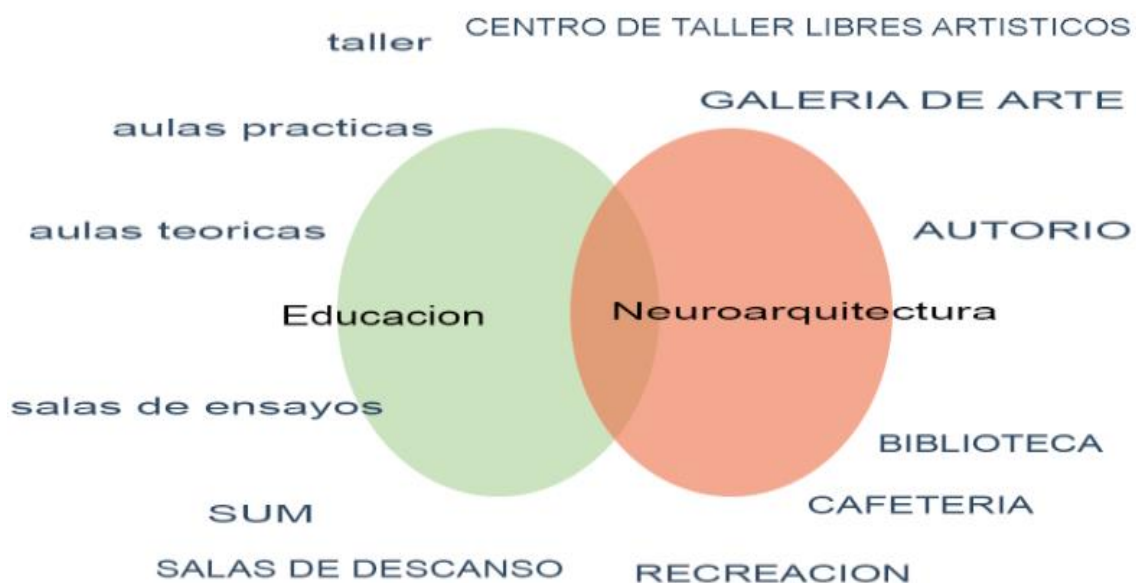 taller
CENTRO DE TALLER LIBRES ARTISTICOS
GALERIA DE ARTE
aulas practicas
aulas teoricas
AUTORIO
Educacion
Neuroarquitectura
salas de ensayos
BIBLIOTECA
CAFETERIA
SUM
SALAS DE DESCANSO
RECREACION